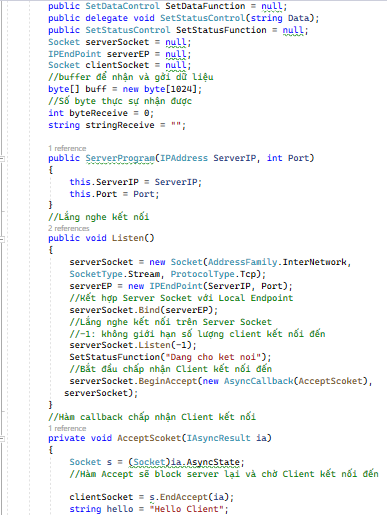 public SetDataControl SetDataFunction = null;
public delegate void SetStatusControl(string Data);
public SetStatusControl SetStatusFunction = null;
Socket serverSocket = null;
IPEndPoint serverEP = null;
Socket clientSocket = null;
//buffer để nhận và gởi dữ liệu
byte[] buff = new byte[1024];
//Số byte thực sự nhận được
int byteReceive = 0;
string stringReceive = "";
1 reference
public ServerProgram(IPAddress ServerIP, int Port)
{
this.ServerIP = ServerIP;
this.Port = Port;
}
//Lắng nghe kết nối
2 references
public void Listen()
{
serverSocket = new Socket(AddressFamily.InterNetwork,
SocketType.Stream, ProtocolType.Tcp);
serverEP = new IPEndPoint(ServerIP, Port);
//Kết hợp Server Socket với Local Endpoint
serverSocket.Bind(serverEP);
//Lắng nghe kết nối trên Server Socket
//-1: không giới hạn số lượng client kết nối đến
serverSocket.Listen(-1);
SetStatusFunction("Dang cho ket noi");
//Bắt đầu chấp nhận Client kết nối đến
serverSocket.BeginAccept(new AsyncCallback(AcceptScoket),
serverSocket);
}
//Hàm callback chấp nhận Client kết nối
1 reference
private void AcceptScoket(IAsyncResult ia)
{
Socket s = (Socket)ia.AsyncState;
//Hàm Accept sẽ block server lại và chờ Client kết nối đến
clientSocket = s.EndAccept(ia);
string hello = "Hello Client";